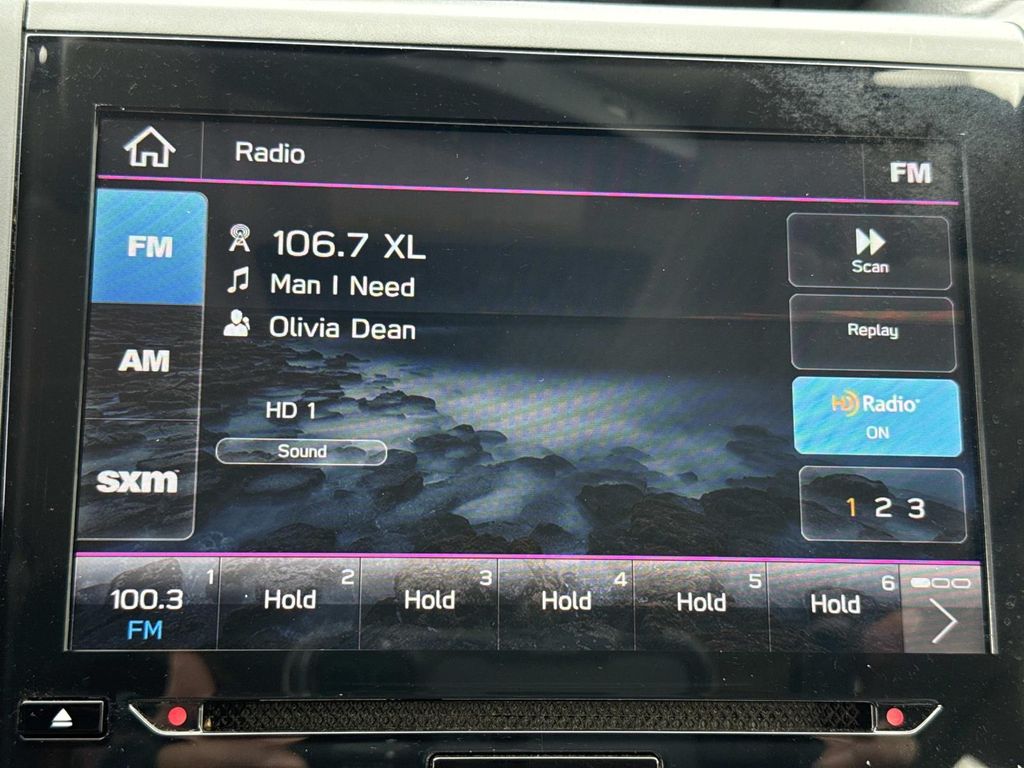 Radio
FM
FM
106.7 XL
Scan
Man I Need
Olivia Dean
Replay
AM
HD Radio
ON
HD 1
Sound
sxm
1 2 3
1
2
3
4
5
6
100.3
Hold
Hold
Hold
Hold
Hold
FM